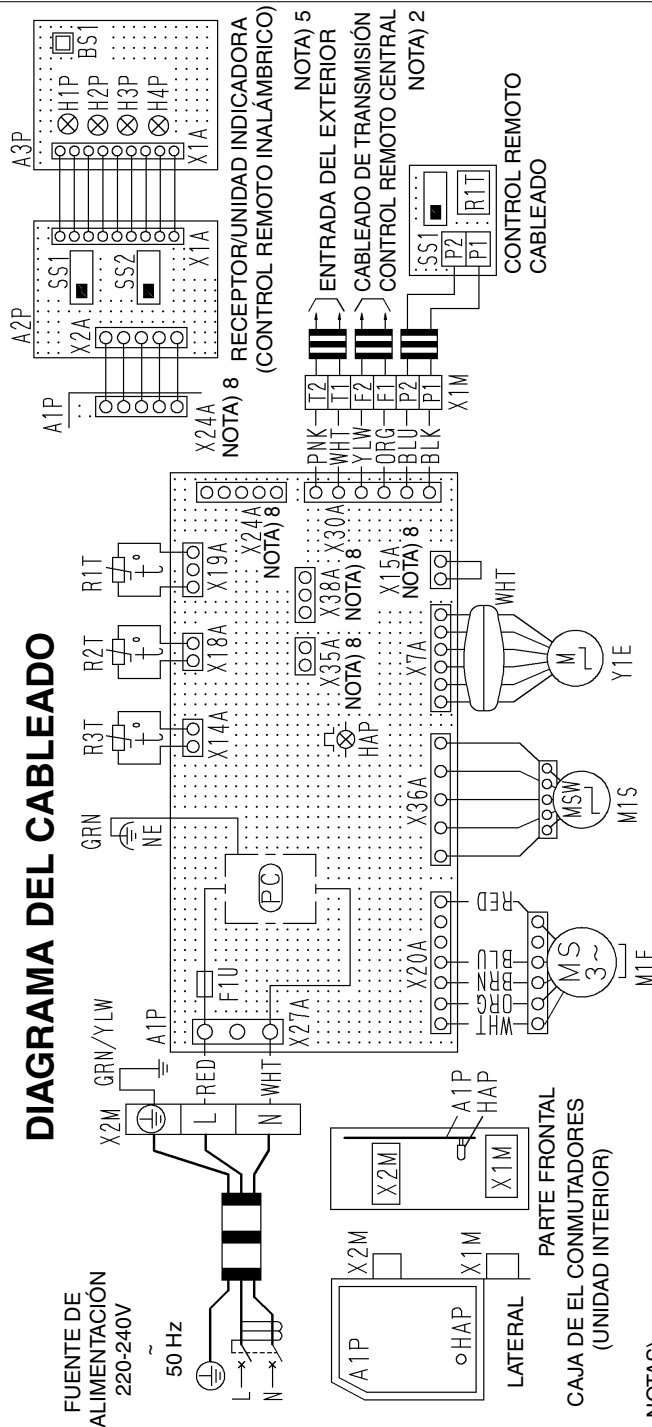 DIAGRAMA DEL CABLEADO
FUENTE DE
ALIMENTACIÓN
220-240V
~
50 Hz
L
N
X2M
L
N
GRN/YLW
RED
WHT
A1P
X27A
F1U
PC
GRN
NE
R3T
R2T
R1T
t°
t°
t°
X14A
X18A
X19A
HAP
X35A
NOTA) 8
X38A
NOTA) 8
X24A
NOTA) 8
X30A
X15A
NOTA) 8
WHT
X20A
WHT
ORG
BRN
BLU
RED
MS
3~
M1F
X36A
MSW
M1S
X7A
M
Y1E
PNK
WHT
YLW
ORG
BLU
BLK
T2
T1
F2
F1
P2
P1
X1M
ENTRADA DEL EXTERIOR
NOTA) 5
CABLEADO DE TRANSMISIÓN
CONTROL REMOTO CENTRAL
NOTA) 2
SS1
P2
P1
R1T
CONTROL REMOTO
CABLEADO
A1P
X24A
NOTA) 8
A2P
X2A
SS1
SS2
X1A
A3P
X1A
H1P
H2P
H3P
H4P
BS1
RECEPTOR/UNIDAD INDICADORA
(CONTROL REMOTO INALÁMBRICO)
A1P
HAP
X2M
X1M
LATERAL
X2M
X1M
A1P
HAP
PARTE FRONTAL
CAJA DE EL CONMUTADORES
(UNIDAD INTERIOR)
NOTAS)